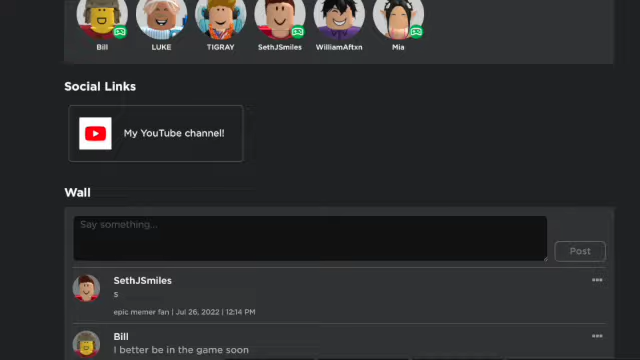 Bill LUKE TIGRAY SethJSmiles WilliamAftxn Mia
Social Links
My YouTube channel!
Wall
Say something...
Post
SethJSmiles
s
epic memer fan | Jul 26, 2022 | 12:14 PM
Bill
I better be in the game soon